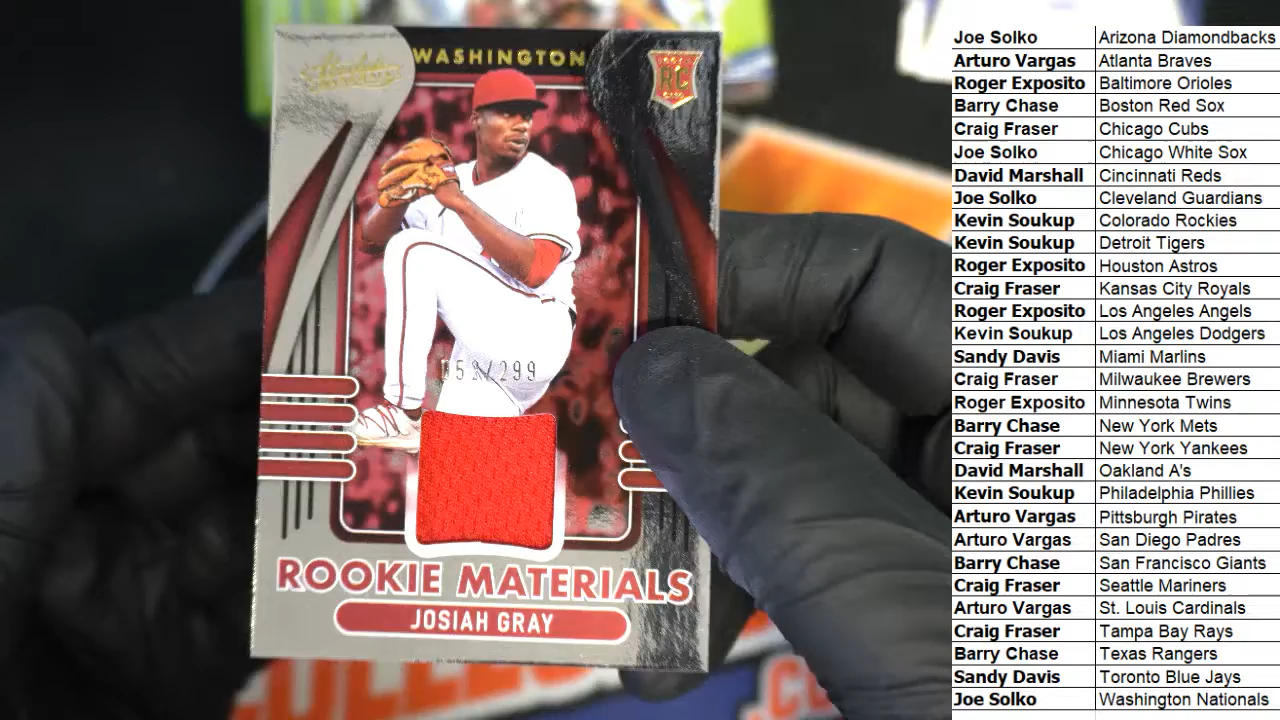 WASHINGTON
RC
/299
ROOKIE MATERIALS
JOSIAH GRAY
Joe Solko Arizona Diamondbacks
Arturo Vargas Atlanta Braves
Roger Exposito Baltimore Orioles
Barry Chase Boston Red Sox
Craig Fraser Chicago Cubs
Joe Solko Chicago White Sox
David Marshall Cincinnati Reds
Joe Solko Cleveland Guardians
Kevin Soukup Colorado Rockies
Kevin Soukup Detroit Tigers
Roger Exposito Houston Astros
Craig Fraser Kansas City Royals
Roger Exposito Los Angeles Angels
Kevin Soukup Los Angeles Dodgers
Sandy Davis Miami Marlins
Craig Fraser Milwaukee Brewers
Roger Exposito Minnesota Twins
Barry Chase New York Mets
Craig Fraser New York Yankees
David Marshall Oakland A's
Kevin Soukup Philadelphia Phillies
Arturo Vargas Pittsburgh Pirates
Arturo Vargas San Diego Padres
Barry Chase San Francisco Giants
Craig Fraser Seattle Mariners
Arturo Vargas St. Louis Cardinals
Craig Fraser Tampa Bay Rays
Barry Chase Texas Rangers
Sandy Davis Toronto Blue Jays
Joe Solko Washington Nationals